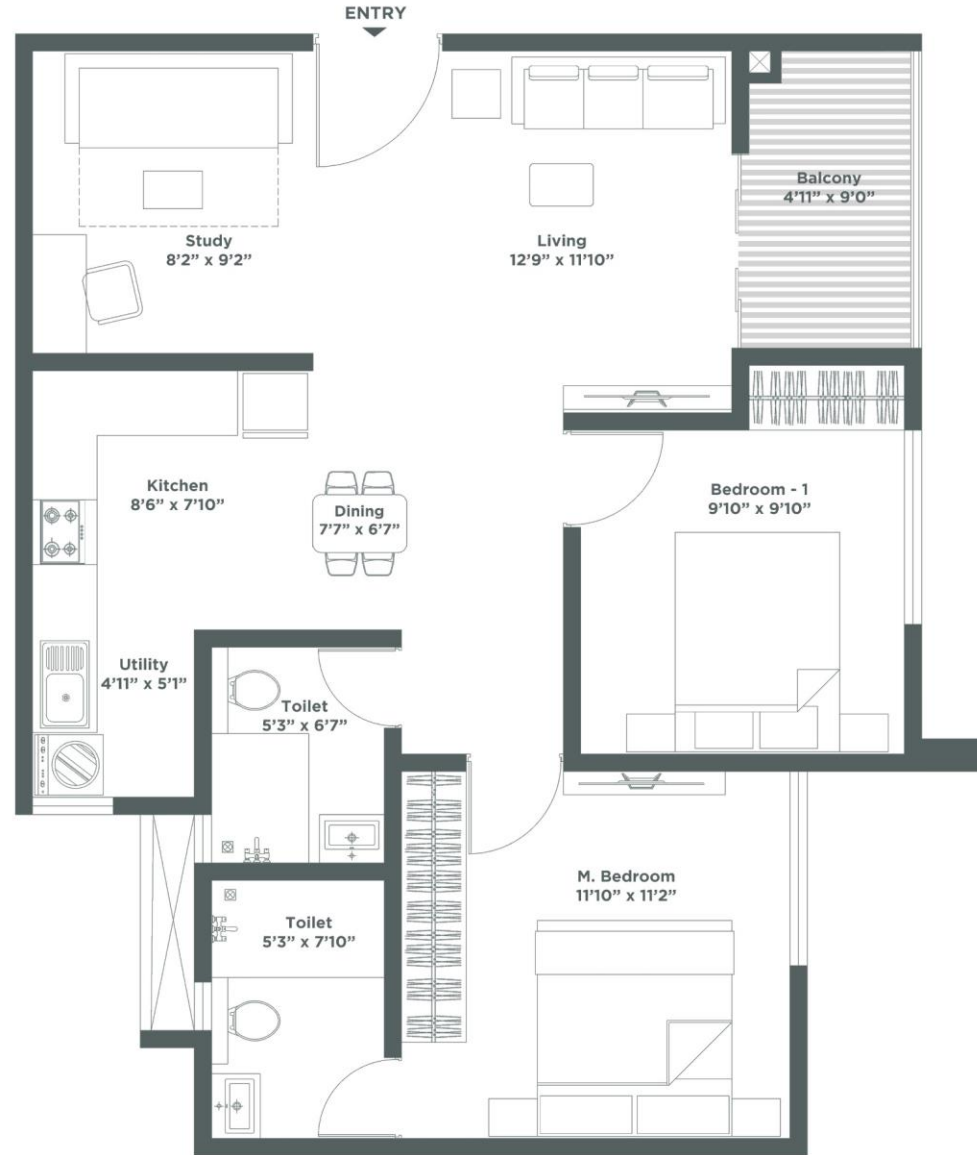 ENTRY
Balcony
4'11” x 9'0”
Study
8'2” x 9'2”
Living
12'9” x 11'10”
Kitchen
8'6” x 7'10”
Dining
7'7” x 6'7”
Bedroom - 1
9'10” x 9'10”
Utility
4'11” x 5'1”
Toilet
5'3” x 6'7”
M. Bedroom
11'10” x 11'2”
Toilet
5'3” x 7'10”